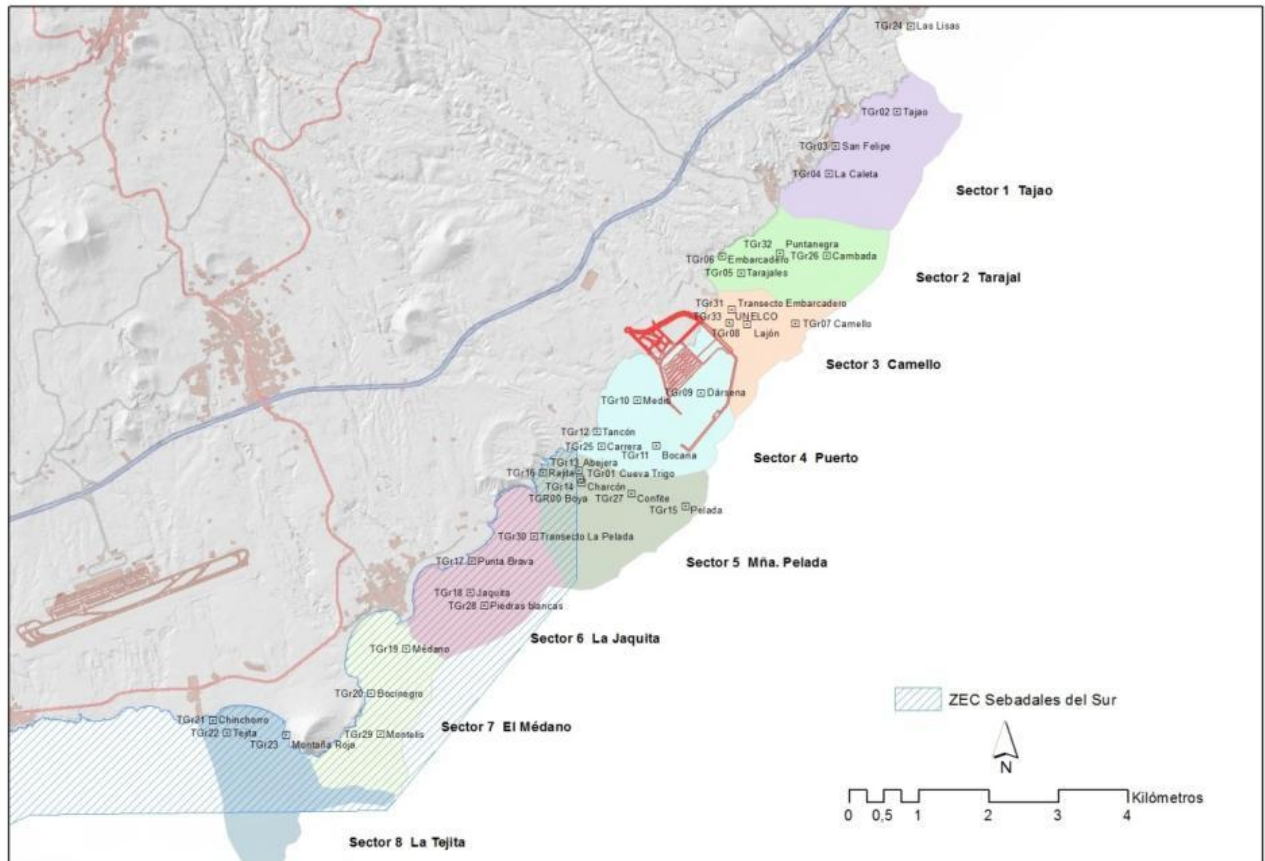 TGr24 Las Lisas
TGr02 Tajao
TGr03 San Felipe
TGr04 La Caleta
Sector 1 Tajao
TGr32 Puntanegra
TGr06 Embarcadero
TGr26 Cambada
TGr05 Tarajales
Sector 2 Tarajal
TGr31 Transecto Embarcadero
TGr33 UNELCO
TGr07 Camello
TGr08 Lajón
Sector 3 Camello
TGr09 Dársena
TGr10
TGr12 Tancón
TGr25 Carrera
TGr11 Bocana
Sector 4 Puerto
TGr13 Abejera
TGr16 Rajita
TGr01 Cueva Trigo
TGr14 Charcón
TGR00 Boya
TGr27 Confite
TGr15 Pelada
TGr30 Transecto La Pelada
Sector 5 Mña. Pelada
TGr17 Punta Brava
TGr18 Jaquita
TGr28 Piedras blancas
Sector 6 La Jaquita
TGr19 Médano
TGr20 Bocinegro
ZEC Sebadales del Sur
TGr21 Chinchorro
TGr22 Tejita
TGr23 Montaña Roja
TGr29 Montelis
Sector 7 El Médano
N
Kilómetros
0 0,5 1 2 3 4
Sector 8 La Tejita